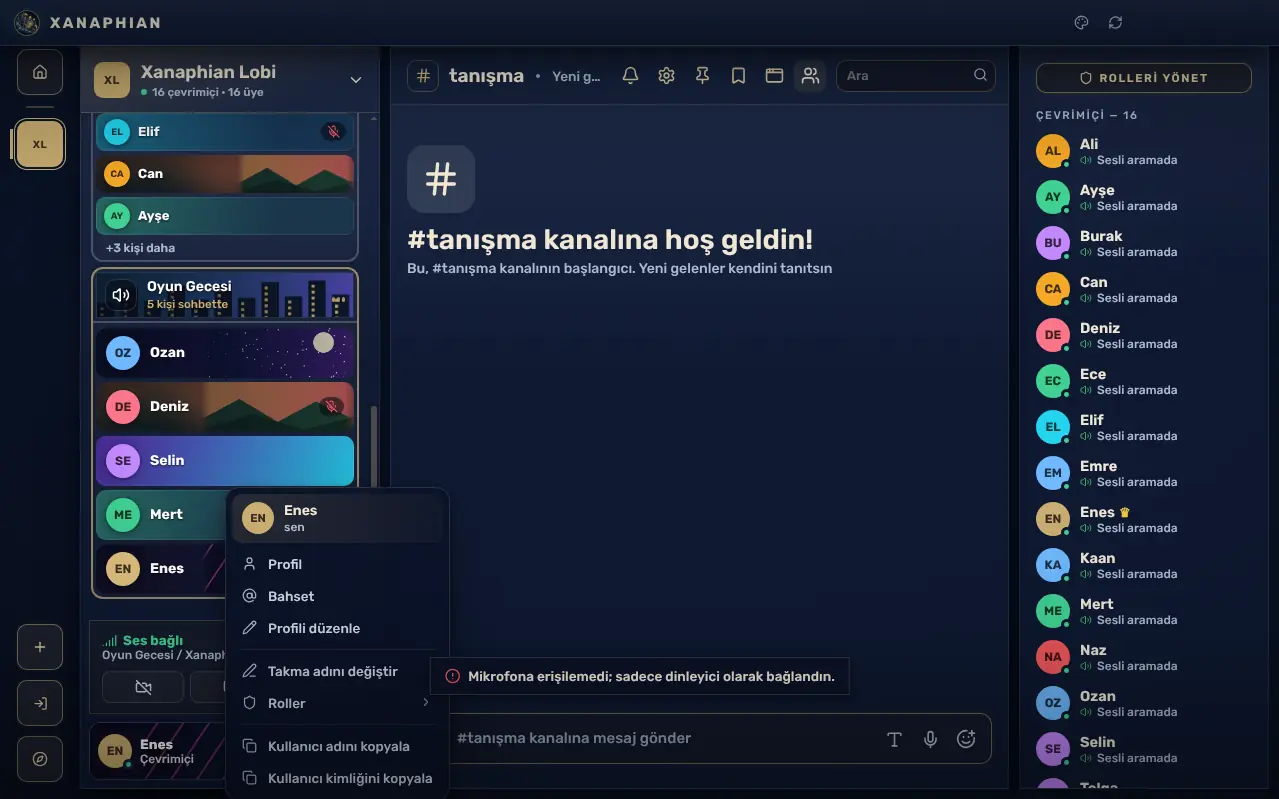 XANAPHIAN
XL
XL
Xanaphian Lobi
16 çevrimiçi • 16 üye
EL
Elif
CA
Can
AY
Ayşe
+3 kişi daha
Oyun Gecesi
5 kişi sohbette
OZ
Ozan
DE
Deniz
SE
Selin
ME
Mert
EN
Enes
Ses bağlı
Oyun Gecesi / Xanaph
EN
Enes
Çevrimiçi
EN
Enes
sen
Profil
Bahset
Profili düzenle
Takma adını değiştir
Roller
Kullanıcı adını kopyala
Kullanıcı kimliğini kopyala
# tanışma • Yeni g...
Ara
#
#tanışma kanalına hoş geldin!
Bu, #tanışma kanalının başlangıcı. Yeni gelenler kendini tanıtsın
Mikrofona erişilemedi; sadece dinleyici olarak bağlandın.
#tanışma kanalına mesaj gönder
ROLLERİ YÖNET
ÇEVRİMİÇİ — 16
AL
Ali
Sesli aramada
AY
Ayşe
Sesli aramada
BU
Burak
Sesli aramada
CA
Can
Sesli aramada
DE
Deniz
Sesli aramada
EC
Ece
Sesli aramada
EL
Elif
Sesli aramada
EM
Emre
Sesli aramada
EN
Enes
Sesli aramada
KA
Kaan
Sesli aramada
ME
Mert
Sesli aramada
NA
Naz
Sesli aramada
OZ
Ozan
Sesli aramada
SE
Selin
Sesli aramada